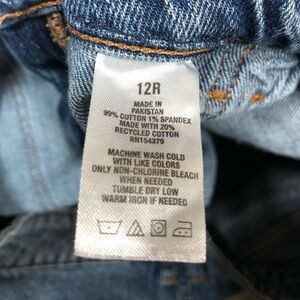 12R
MADE IN
PAKISTAN
99% COTTON 1% SPANDEX
MADE WITH 20%
RECYCLED COTTON
RN154379
MACHINE WASH COLD
WITH LIKE COLORS
ONLY NON-CHLORINE BLEACH
WHEN NEEDED
TUMBLE DRY LOW
WARM IRON IF NEEDED